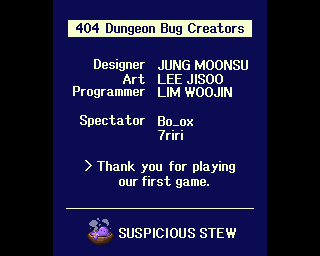 404 Dungeon Bug Creators
Designer JUNG MOONSU
Art LEE JISOO
Programmer LIM WOOJIN
Spectator Bo_ox
7riri
> Thank you for playing
our first game.
SUSPICIOUS STEW